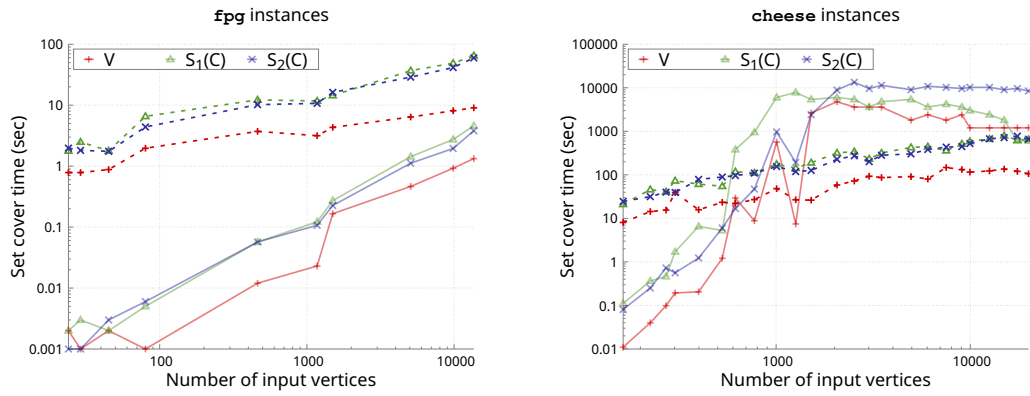 fpg instances
V S₁(C) S₂(C)
Set cover time (sec)
100
10
1
0.1
0.01
0.001
100 1000 10000
Number of input vertices
cheese instances
V S₁(C) S₂(C)
Set cover time (sec)
100000
10000
1000
100
10
1
0.1
0.01
1000 10000
Number of input vertices